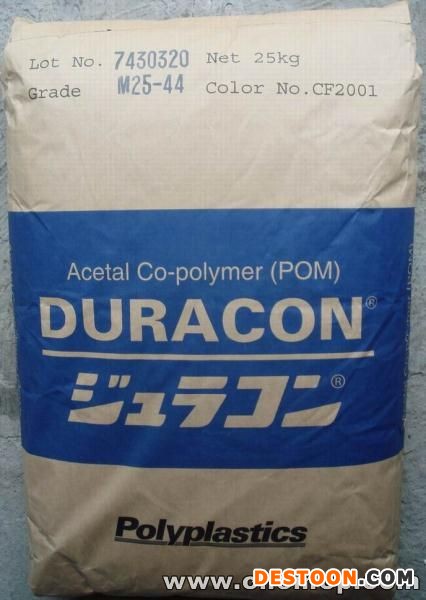 Lot No. 7430320 Net 25kg
Grade M25-44 Color No.CF2001
Acetal Co-polymer (POM)
DURACON®
ジュラコン®
Polyplastics
DESTOON.COM